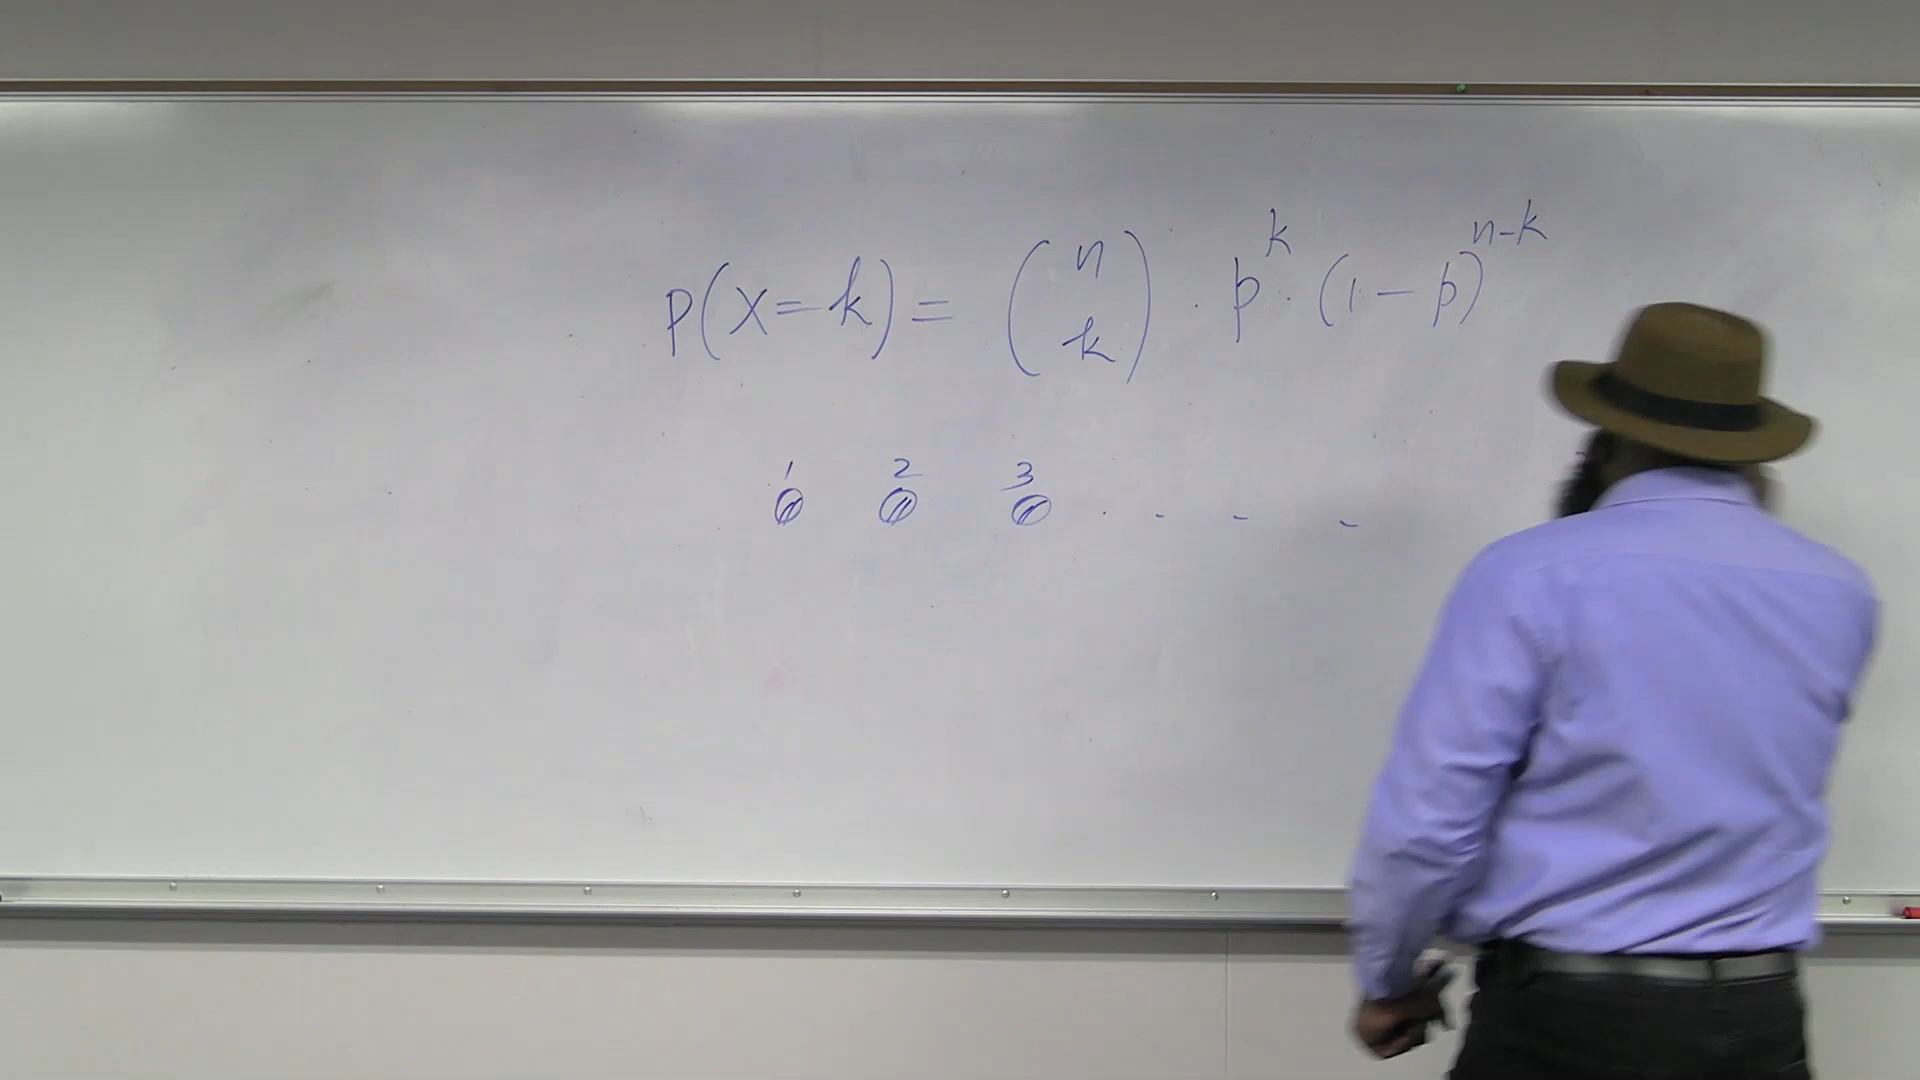 P(X=k) = (n k) · p^k · (1-p)^n-k
1 2 3 . . . .